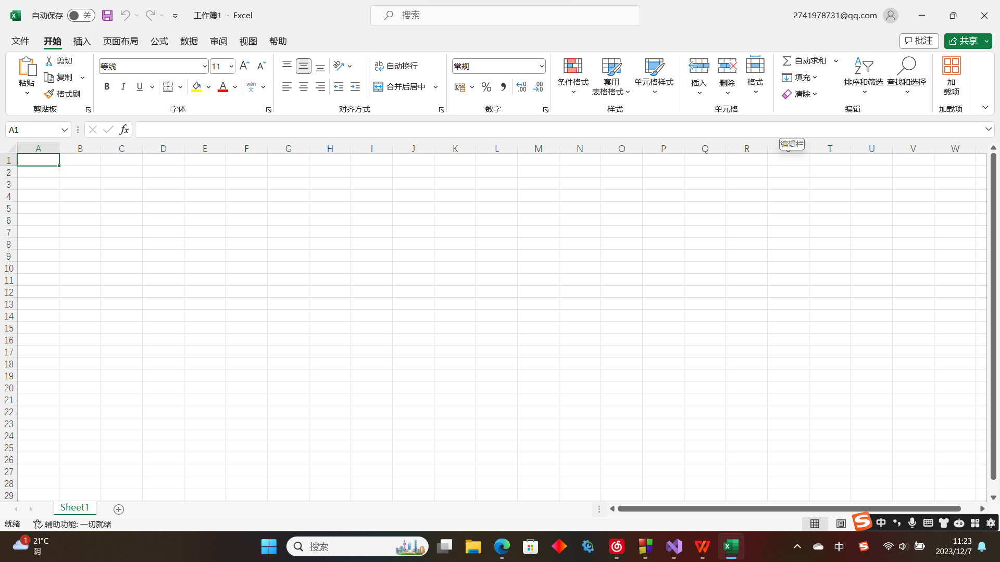 自动保存 关 工作簿1 - Excel 搜索 2741978731@qq.com
文件 开始 插入 页面布局 公式 数据 审阅 视图 帮助 批注 共享
粘贴 剪切 复制 格式刷 剪贴板
等线 11 B I U A wén 文 字体
自动换行 合并后居中 对齐方式
常规 % 数字
条件格式 套用 表格格式 单元格样式 样式
插入 删除 格式 单元格
自动求和 填充 清除 排序和筛选 查找和选择 编辑
加 载项 加载项
A1 fx
编辑栏
A B C D E F G H I J K L M N O P Q R T U V W
1
2
3
4
5
6
7
8
9
10
11
12
13
14
15
16
17
18
19
20
21
22
23
24
25
26
27
28
29
Sheet1
就绪 辅助功能: 一切就绪 中
1 21°C 阴 搜索 中 11:23 2023/12/7